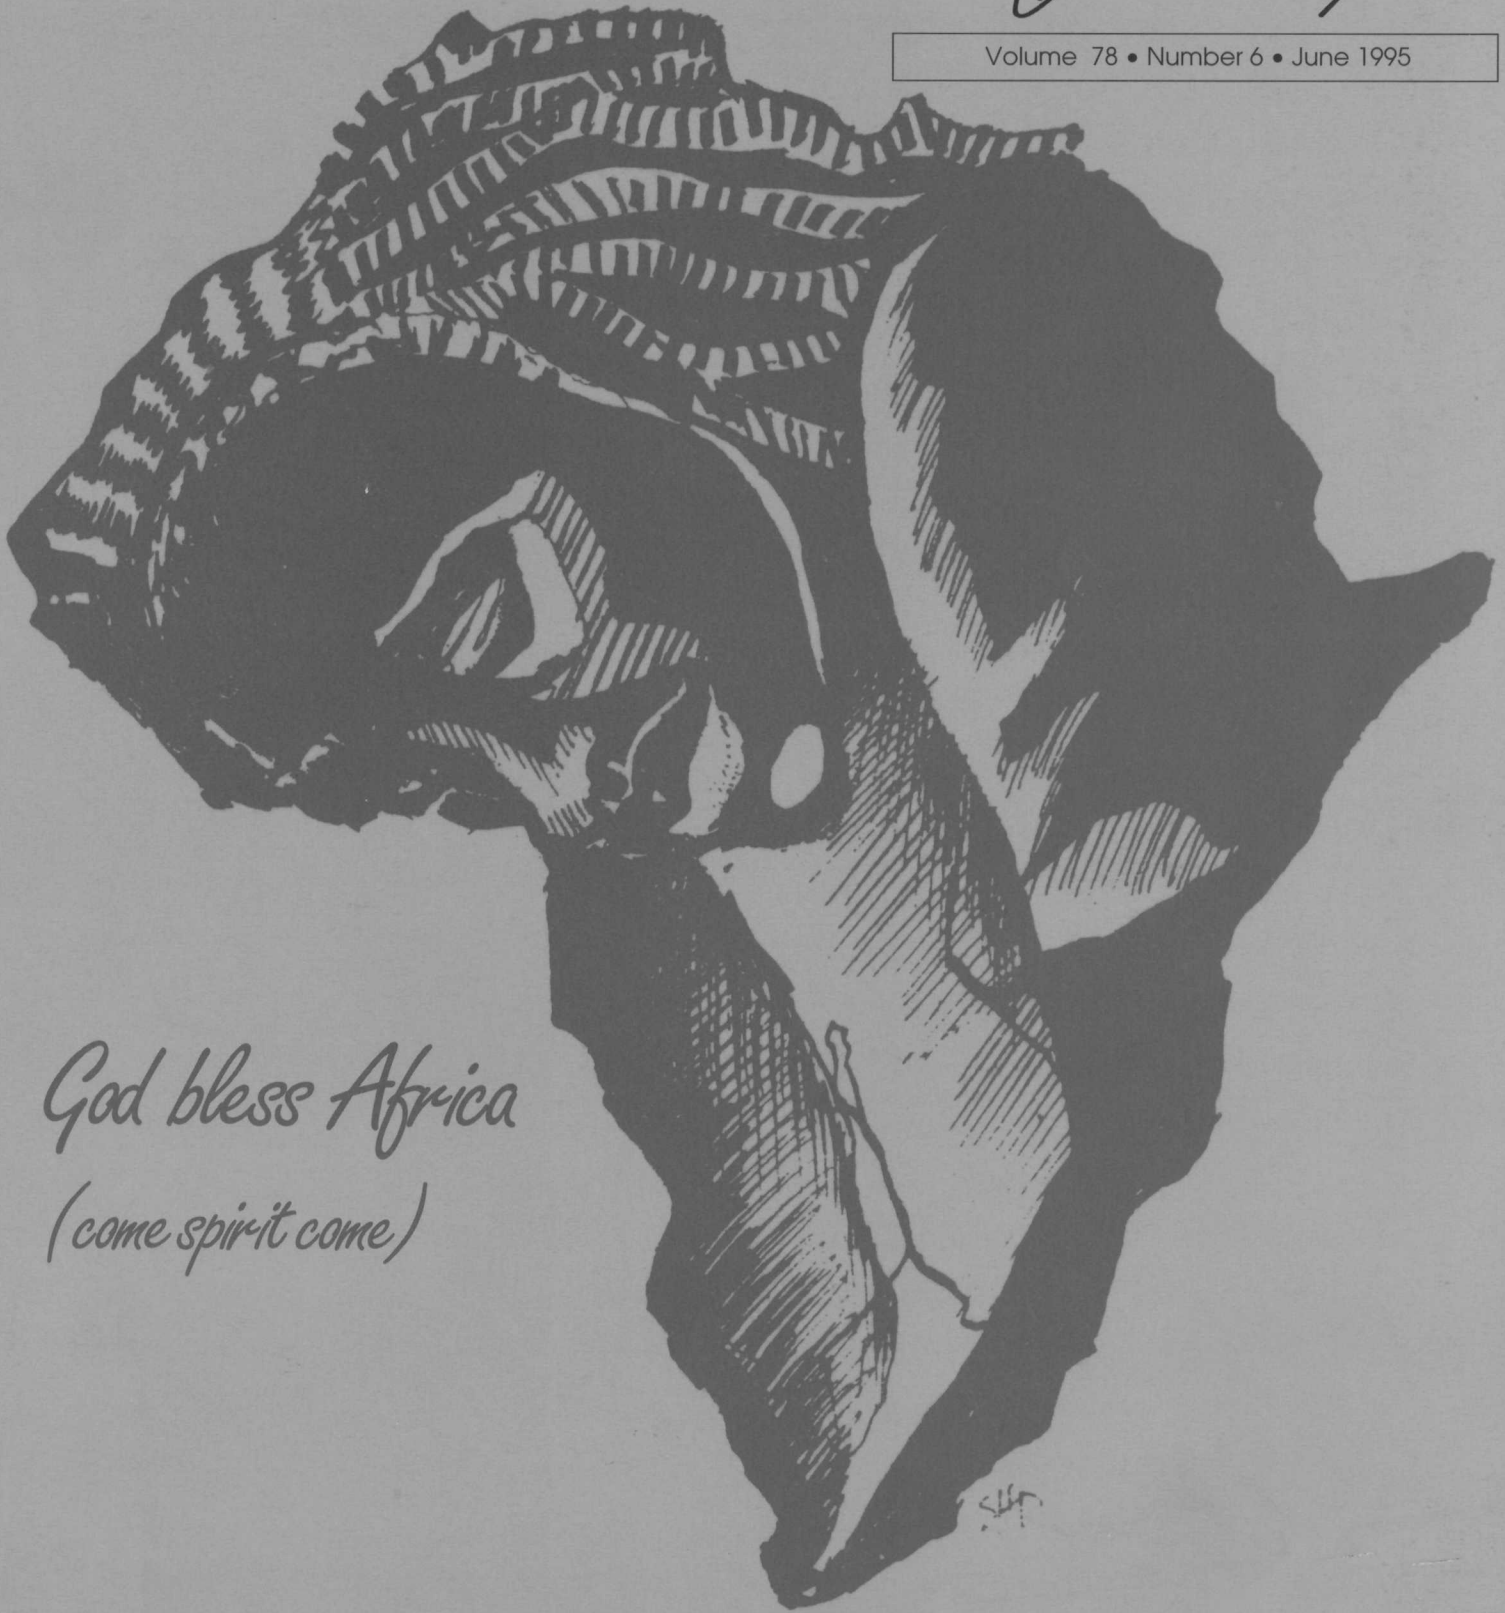 Volume 78 • Number 6 • June 1995
God bless Africa
(come spirit come)